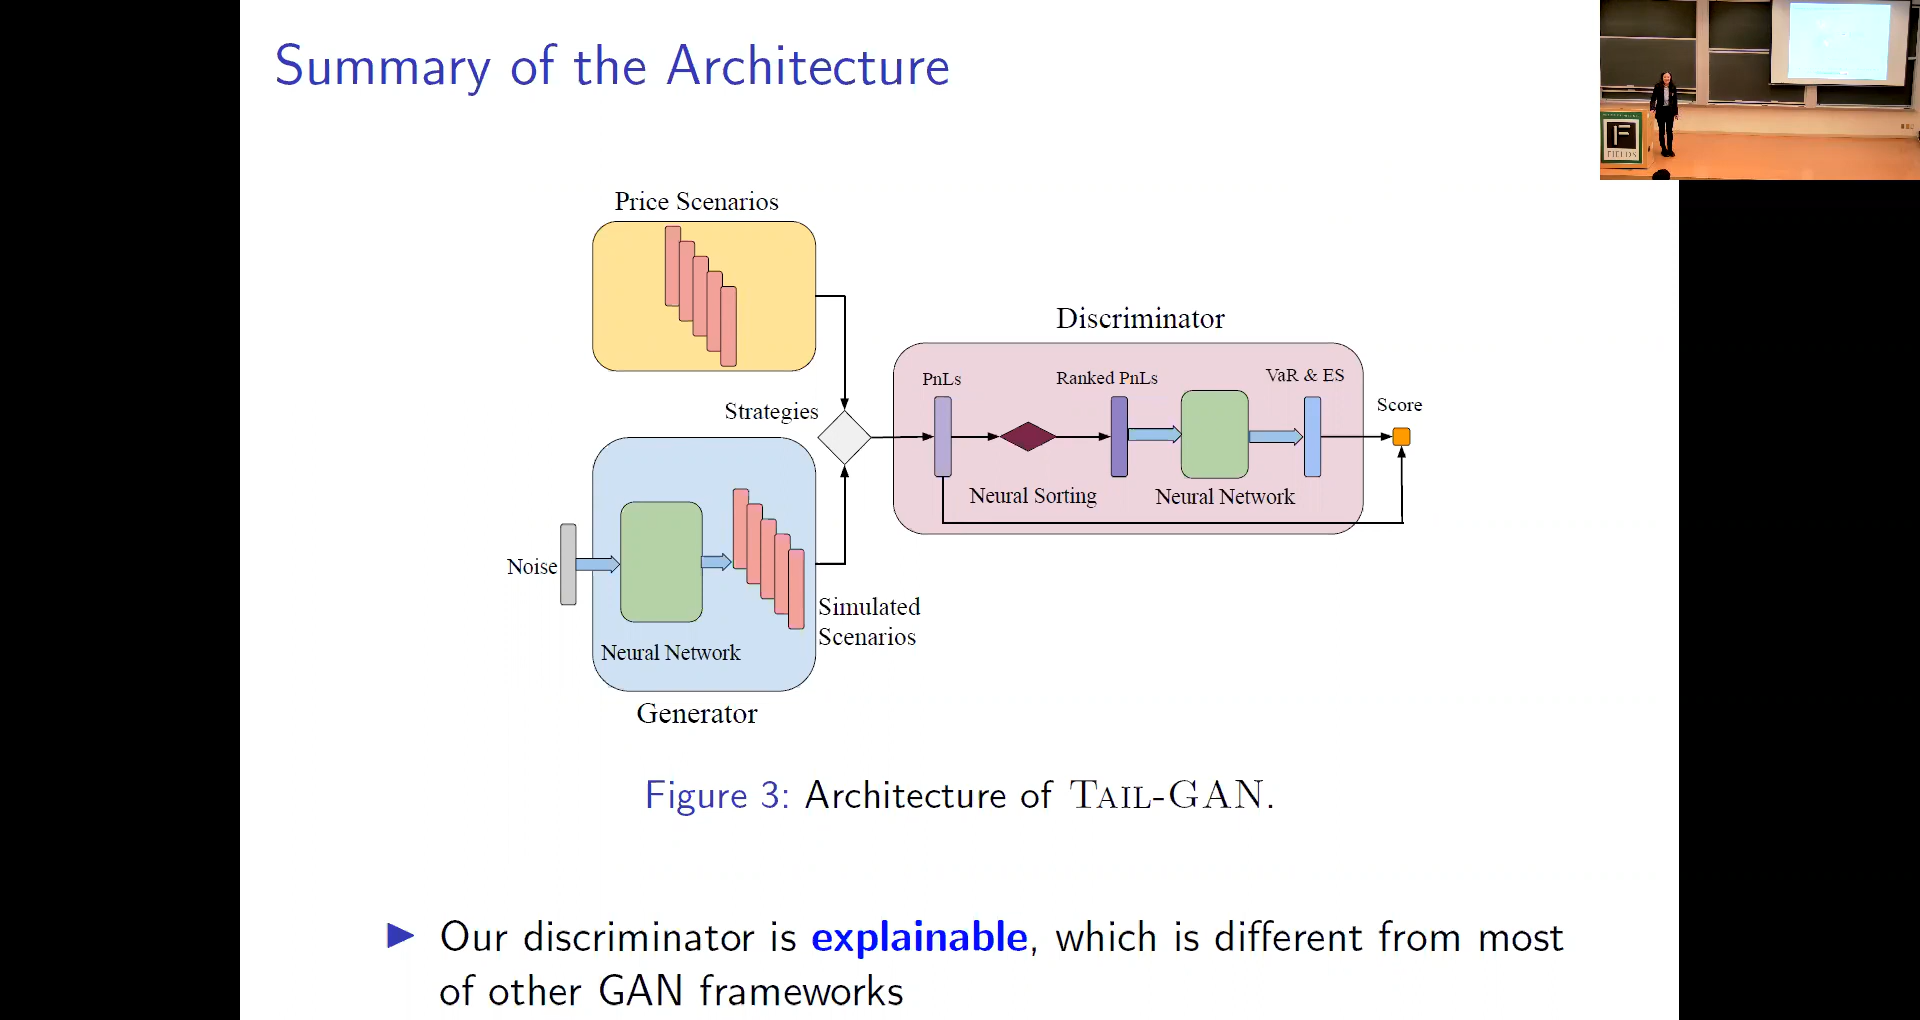 Summary of the Architecture
Price Scenarios
Discriminator
PnLs
Ranked PnLs
VaR & ES
Score
Strategies
Neural Sorting
Neural Network
Noise
Simulated
Scenarios
Neural Network
Generator
Figure 3: Architecture of TAIL-GAN.
Our discriminator is explainable, which is different from most
of other GAN frameworks
F
FIELDS